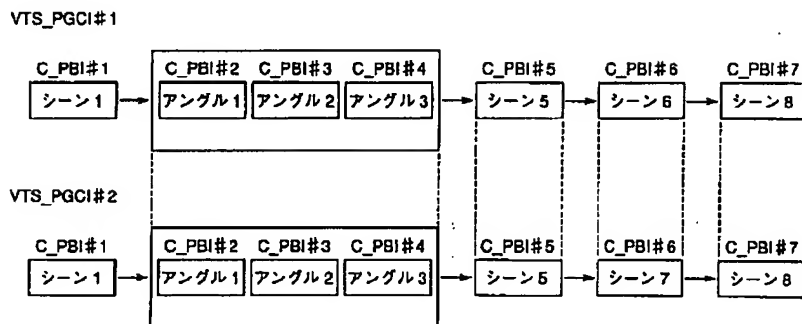 VTS_PGCI#1
C_PBI#1 C_PBI#2 C_PBI#3 C_PBI#4 C_PBI#5 C_PBI#6 C_PBI#7
シーン1 アングル1 アングル2 アングル3 シーン5 シーン6 シーン8
VTS_PGCI#2
C_PBI#1 C_PBI#2 C_PBI#3 C_PBI#4 C_PBI#5 C_PBI#6 C_PBI#7
シーン1 アングル1 アングル2 アングル3 シーン5 シーン7 シーン8